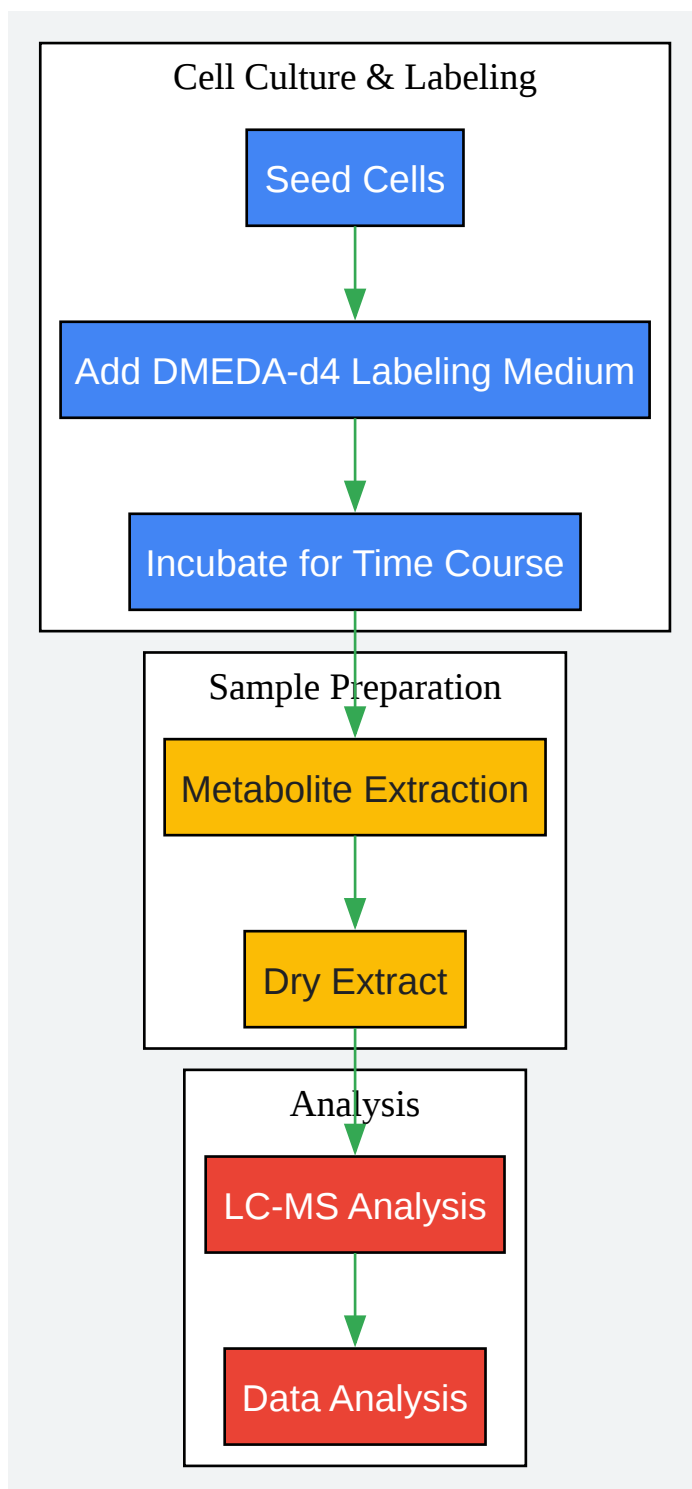 Cell Culture & Labeling
Seed Cells
Add DMEDA-d4 Labeling Medium
Incubate for Time Course
Sample Preparation
Metabolite Extraction
Dry Extract
Analysis
LC-MS Analysis
Data Analysis